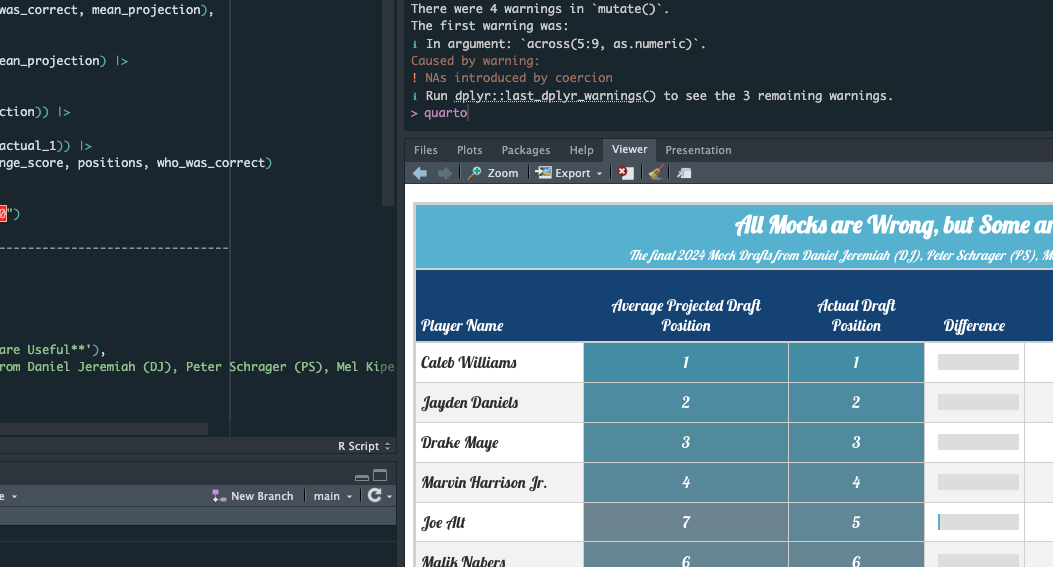 was_correct, mean_projection),
ean_projection) |>
ction)) |>
actual_1)) |>
nge_score, positions, who_was_correct)
0")
are Useful**'),
rom Daniel Jeremiah (DJ), Peter Schrager (PS), Mel Kipe
R Script
e
New Branch
main
There were 4 warnings in `mutate()`.
The first warning was:
ℹ In argument: `across(5:9, as.numeric)`.
Caused by warning:
! NAs introduced by coercion
ℹ Run dplyr::last_dplyr_warnings() to see the 3 remaining warnings.
> quarto
Files Plots Packages Help Viewer Presentation
Zoom Export
All Mocks are Wrong, but Some ar
The final 2024 Mock Drafts from Daniel Jeremiah (DJ), Peter Schrager (PS), M
Player Name
Average Projected Draft
Position
Actual Draft
Position
Difference
Caleb Williams 1 1
Jayden Daniels 2 2
Drake Maye 3 3
Marvin Harrison Jr. 4 4
Joe Alt 7 5
Malik Nabers 6 6